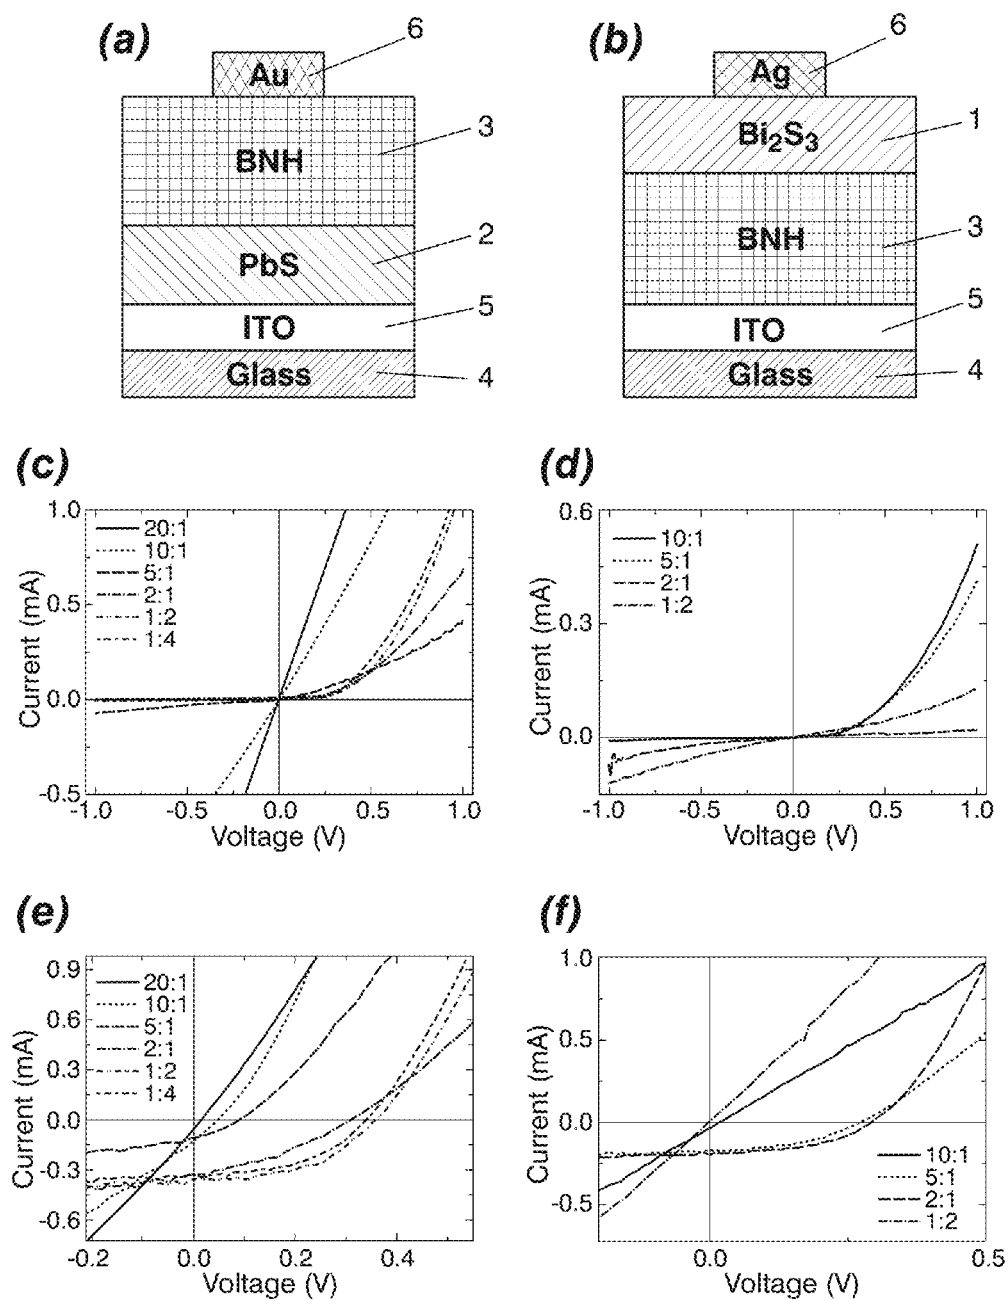 (a)
Au
6
BNH
3
PbS
2
ITO
5
Glass
4
(b)
Ag
6
Bi₂S₃
1
BNH
3
ITO
5
Glass
4
(c)
1.0
0.5
0.0
-0.5
Current (mA)
20:1
10:1
5:1
2:1
1:2
1:4
-1.0 -0.5 0.0 0.5 1.0
Voltage (V)
(d)
0.6
0.3
0.0
Current (mA)
10:1
5:1
2:1
1:2
-1.0 -0.5 0.0 0.5 1.0
Voltage (V)
(e)
0.9
0.6
0.3
0.0
-0.3
-0.6
Current (mA)
20:1
10:1
5:1
2:1
1:2
1:4
-0.2 0.0 0.2 0.4
Voltage (V)
(f)
1.0
0.5
0.0
-0.5
Current (mA)
10:1
5:1
2:1
1:2
0.0 0.5
Voltage (V)